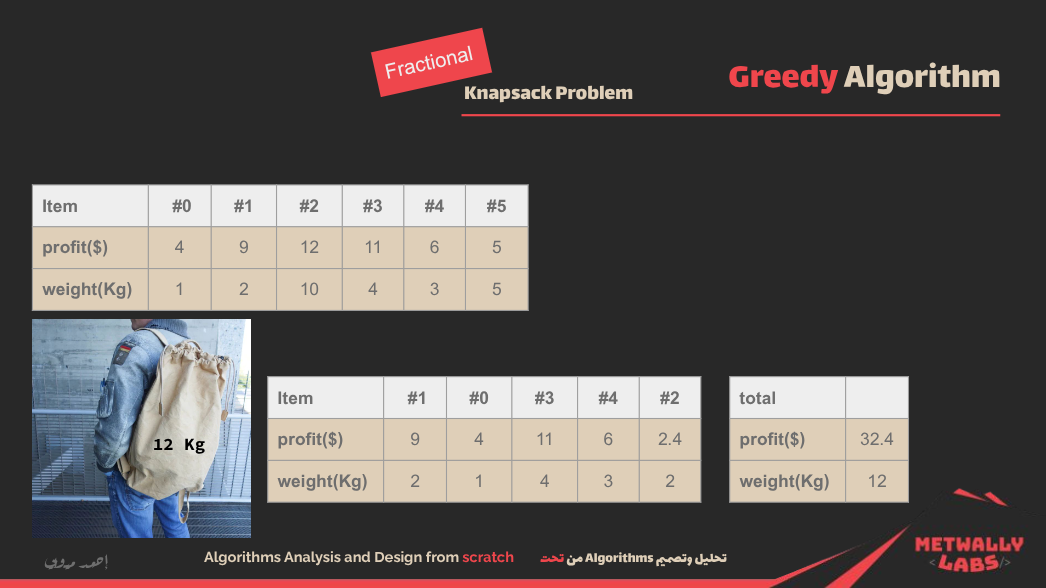 Fractional
Knapsack Problem
Greedy Algorithm
Item #0 #1 #2 #3 #4 #5
profit($) 4 9 12 11 6 5
weight(Kg) 1 2 10 4 3 5
12 Kg
Item #1 #0 #3 #4 #2
profit($) 9 4 11 6 2.4
weight(Kg) 2 1 4 3 2
total
profit($) 32.4
weight(Kg) 12
Algorithms Analysis and Design from scratch
تحليل وتصميم Algorithms من تحت
METWALLY
<LABS/>